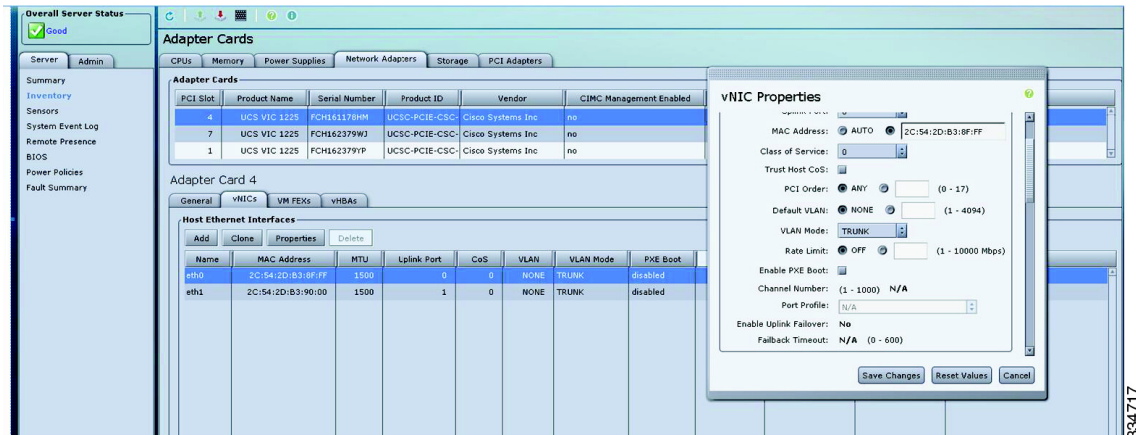 Overall Server Status
Good
Server Admin
Summary
Inventory
Sensors
System Event Log
Remote Presence
BIOS
Power Policies
Fault Summary
Adapter Cards
CPUs Memory Power Supplies Network Adapters Storage PCI Adapters
Adapter Cards
PCI Slot Product Name Serial Number Product ID Vendor CIMC Management Enabled
4 UCS VIC 1225 FCH161178HM UCSC-PCIE-CSC- Cisco Systems Inc no
7 UCS VIC 1225 FCH162379WJ UCSC-PCIE-CSC- Cisco Systems Inc no
1 UCS VIC 1225 FCH162379YP UCSC-PCIE-CSC- Cisco Systems Inc no
Adapter Card 4
General vNICs VM FEXs vHBAs
Host Ethernet Interfaces
Add Clone Properties Delete
Name MAC Address MTU Uplink Port CoS VLAN VLAN Mode PXE Boot
eth0 2C:54:2D:B3:8F:FF 1500 0 0 NONE TRUNK disabled
eth1 2C:54:2D:B3:90:00 1500 1 0 NONE TRUNK disabled
vNIC Properties
MAC Address: AUTO 2C:54:2D:B3:8F:FF
Class of Service: 0
Trust Host CoS:
PCI Order: ANY (0 - 17)
Default VLAN: NONE (1 - 4094)
VLAN Mode: TRUNK
Rate Limit: OFF (1 - 10000 Mbps)
Enable PXE Boot:
Channel Number: (1 - 1000) N/A
Port Profile: N/A
Enable Uplink Failover: No
Failback Timeout: N/A (0 - 600)
Save Changes Reset Values Cancel
334717